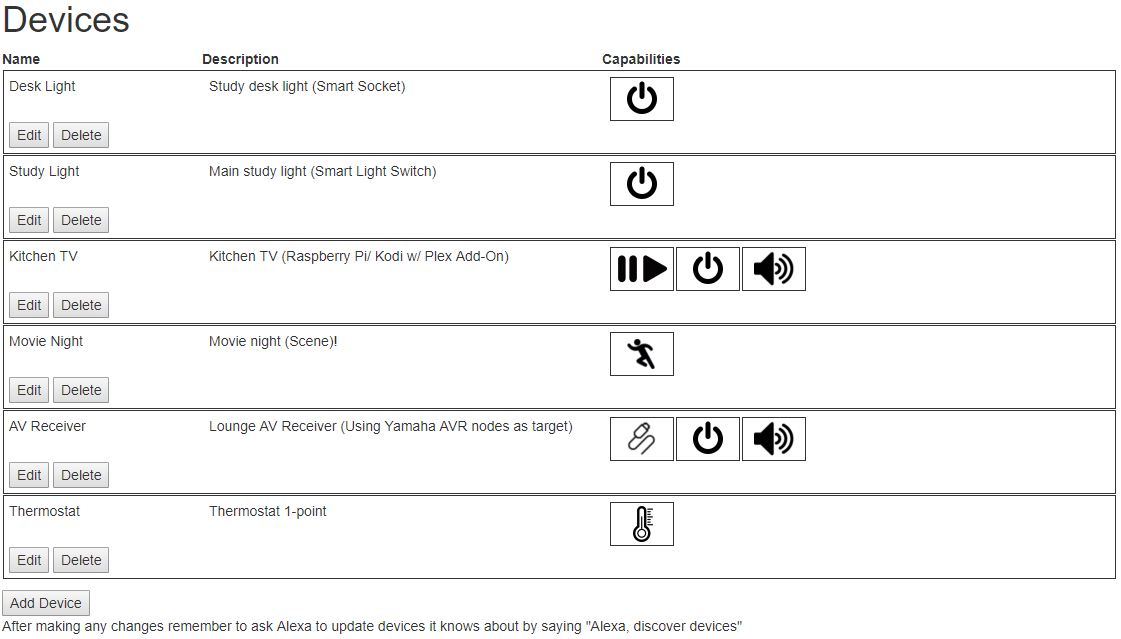 Devices
Name Description Capabilities
Desk Light Study desk light (Smart Socket)
Edit Delete
Study Light Main study light (Smart Light Switch)
Edit Delete
Kitchen TV Kitchen TV (Raspberry Pi/ Kodi w/ Plex Add-On)
Edit Delete
Movie Night Movie night (Scene)!
Edit Delete
AV Receiver Lounge AV Receiver (Using Yamaha AVR nodes as target)
Edit Delete
Thermostat Thermostat 1-point
Edit Delete
Add Device
After making any changes remember to ask Alexa to update devices it knows about by saying "Alexa, discover devices"